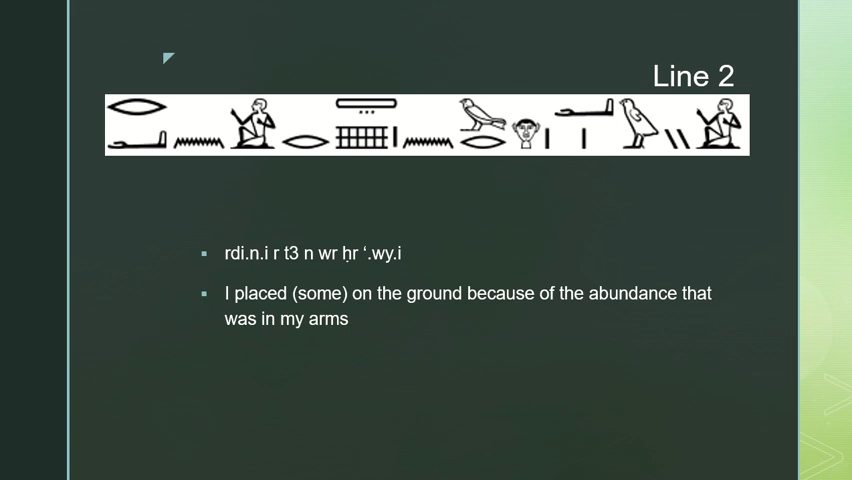 Line 2
rdi.n.i r t3 n wr ḥr ‘.wy.i
I placed (some) on the ground because of the abundance that
was in my arms